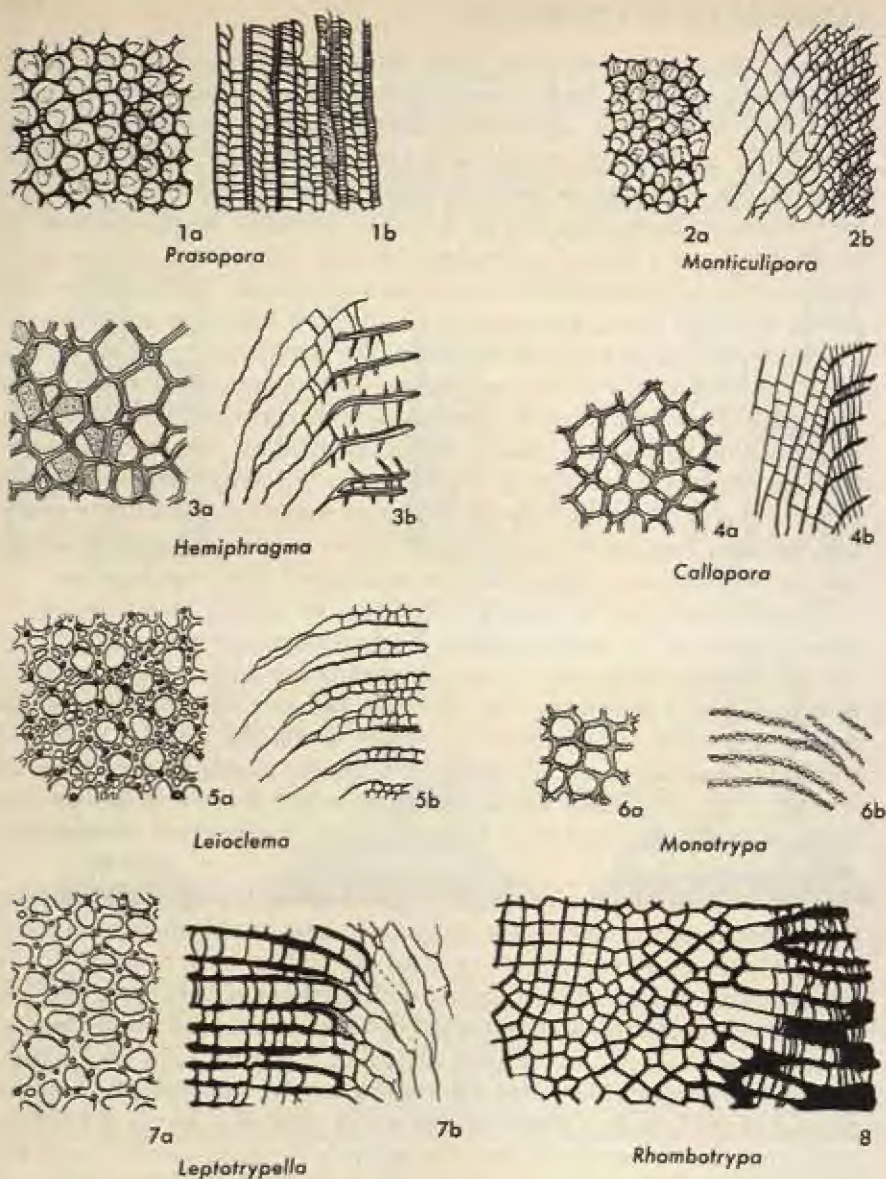 1a 1b
Prasopora
2a 2b
Monticulipora
3a 3b
Hemiphragma
4a 4b
Callopora
5a 5b
Leioclema
6a 6b
Monotrypa
7a 7b
Leptotrypella
8
Rhombotrypa